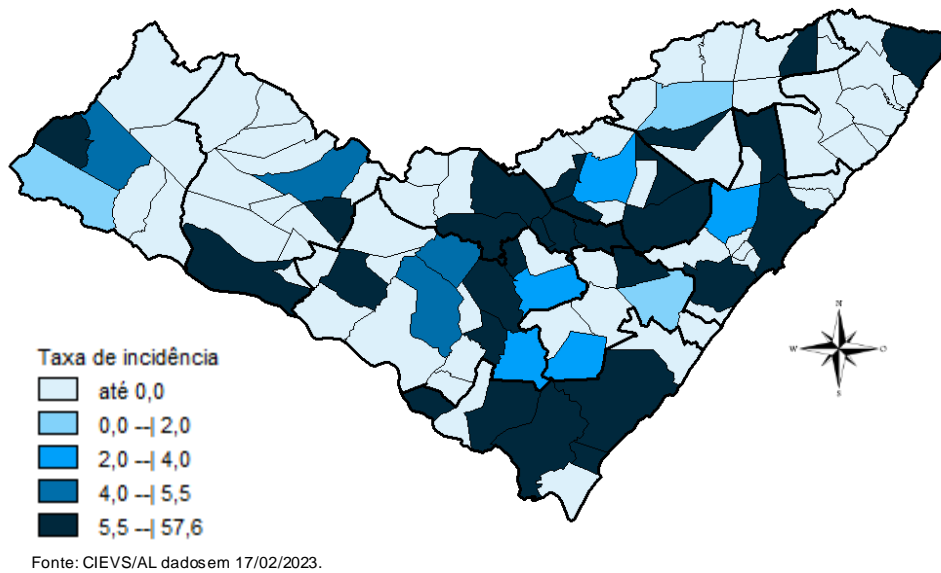 N
W
O
S
Taxa de incidência
até 0,0
0,0 --| 2,0
2,0 --| 4,0
4,0 --| 5,5
5,5 --| 57,6
Fonte: CIEVS/AL dadosem 17/02/2023.